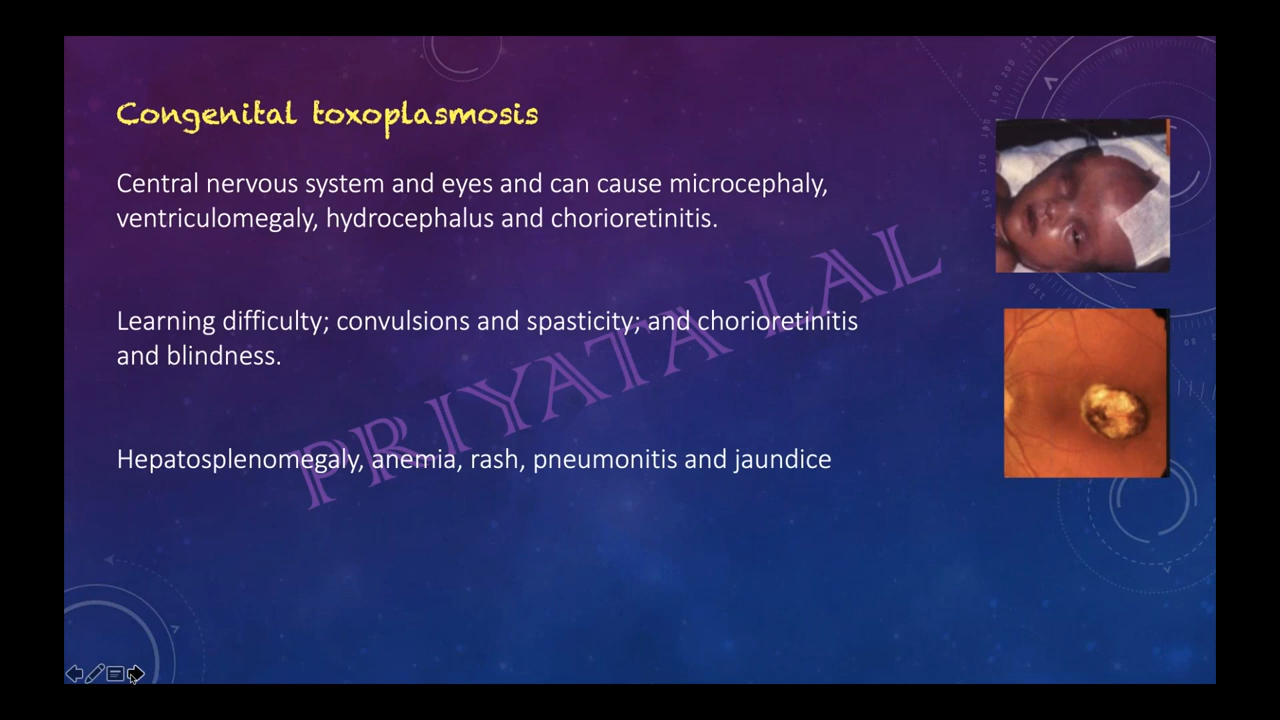 Congenital toxoplasmosis
Central nervous system and eyes and can cause microcephaly,
ventriculomegaly, hydrocephalus and chorioretinitis.
Learning difficulty; convulsions and spasticity; and chorioretinitis
and blindness.
Hepatosplenomegaly, anemia, rash, pneumonitis and jaundice
PRIYATA LAL